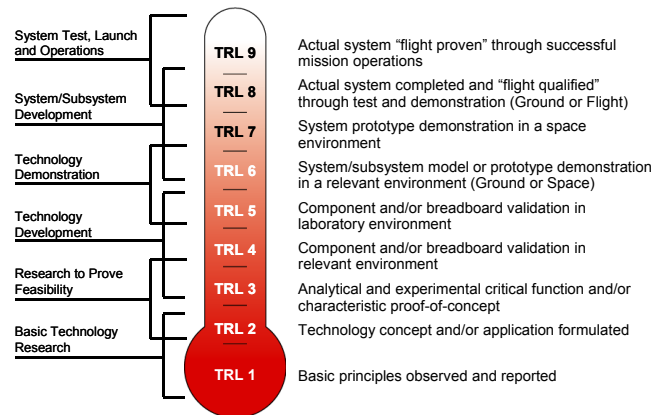 System Test, Launch
and Operations
System/Subsystem
Development
Technology
Demonstration
Technology
Development
Research to Prove
Feasibility
Basic Technology
Research
TRL 9
TRL 8
TRL 7
TRL 6
TRL 5
TRL 4
TRL 3
TRL 2
TRL 1
Actual system “flight proven” through successful
mission operations
Actual system completed and “flight qualified”
through test and demonstration (Ground or Flight)
System prototype demonstration in a space
environment
System/subsystem model or prototype demonstration
in a relevant environment (Ground or Space)
Component and/or breadboard validation in
laboratory environment
Component and/or breadboard validation in
relevant environment
Analytical and experimental critical function and/or
characteristic proof-of-concept
Technology concept and/or application formulated
Basic principles observed and reported